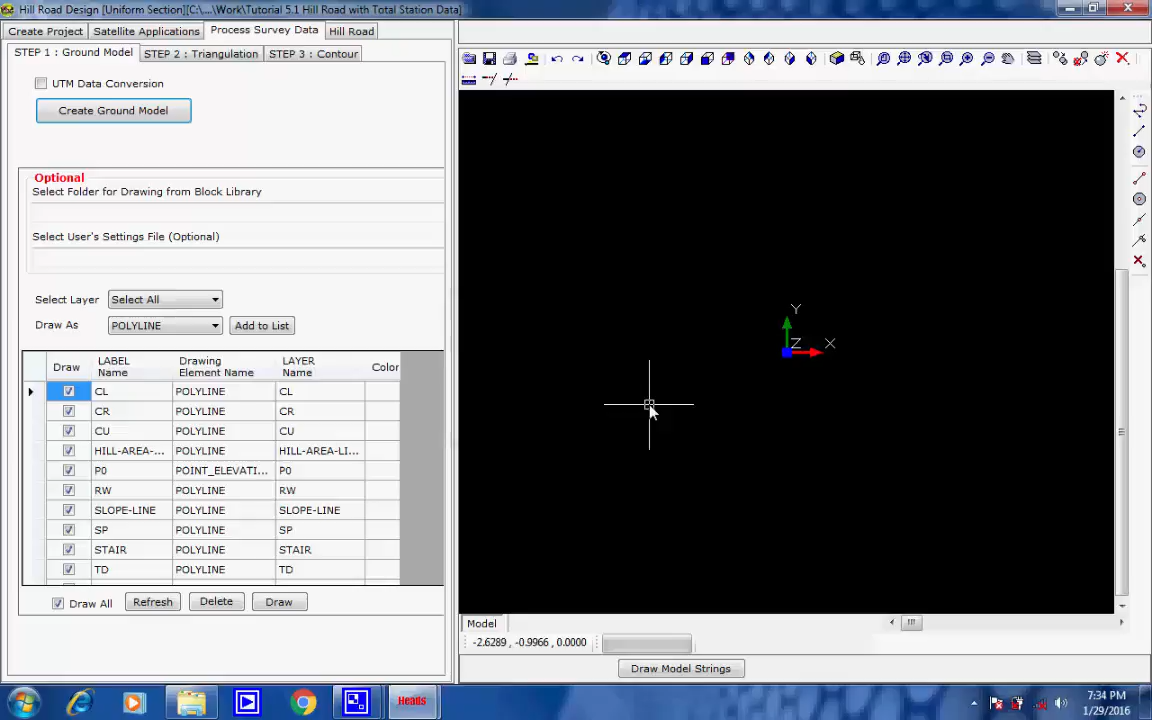 Hill Road Design [Uniform Section][C:\....\Work\Tutorial 5.1 Hill Road with Total Station Data]
Create Project Satellite Applications Process Survey Data Hill Road
STEP 1 : Ground Model STEP 2 : Triangulation STEP 3 : Contour
UTM Data Conversion
Create Ground Model
Optional
Select Folder for Drawing from Block Library
Select User's Settings File (Optional)
Select Layer Select All
Draw As POLYLINE Add to List
Draw LABEL Name Drawing Element Name LAYER Name Color
CL POLYLINE CL
CR POLYLINE CR
CU POLYLINE CU
HILL-AREA-... POLYLINE HILL-AREA-LI...
P0 POINT_ELEVATI... P0
RW POLYLINE RW
SLOPE-LINE POLYLINE SLOPE-LINE
SP POLYLINE SP
STAIR POLYLINE STAIR
TD POLYLINE TD
Draw All Refresh Delete Draw
Y
Z X
Model
-2.6289 , -0.9966 , 0.0000
Draw Model Strings
Heads
7:34 PM
1/29/2016